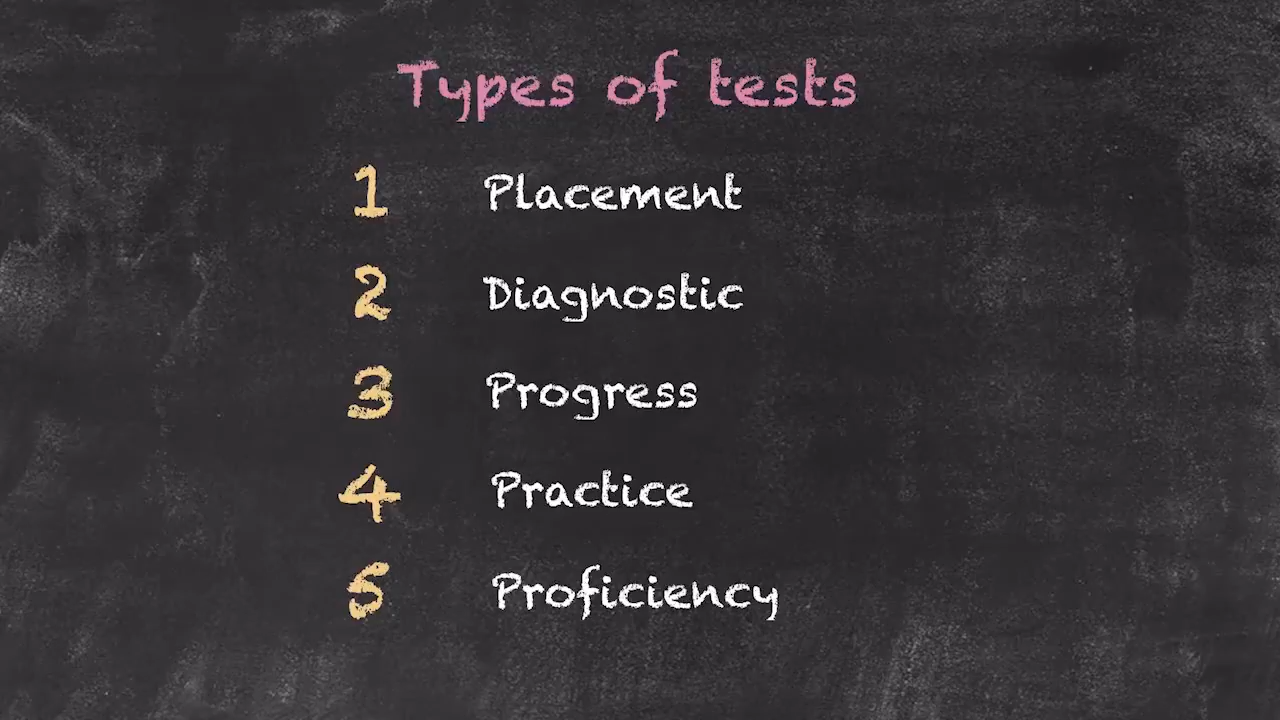 Types of tests
1 Placement
2 Diagnostic
3 Progress
4 Practice
5 Proficiency